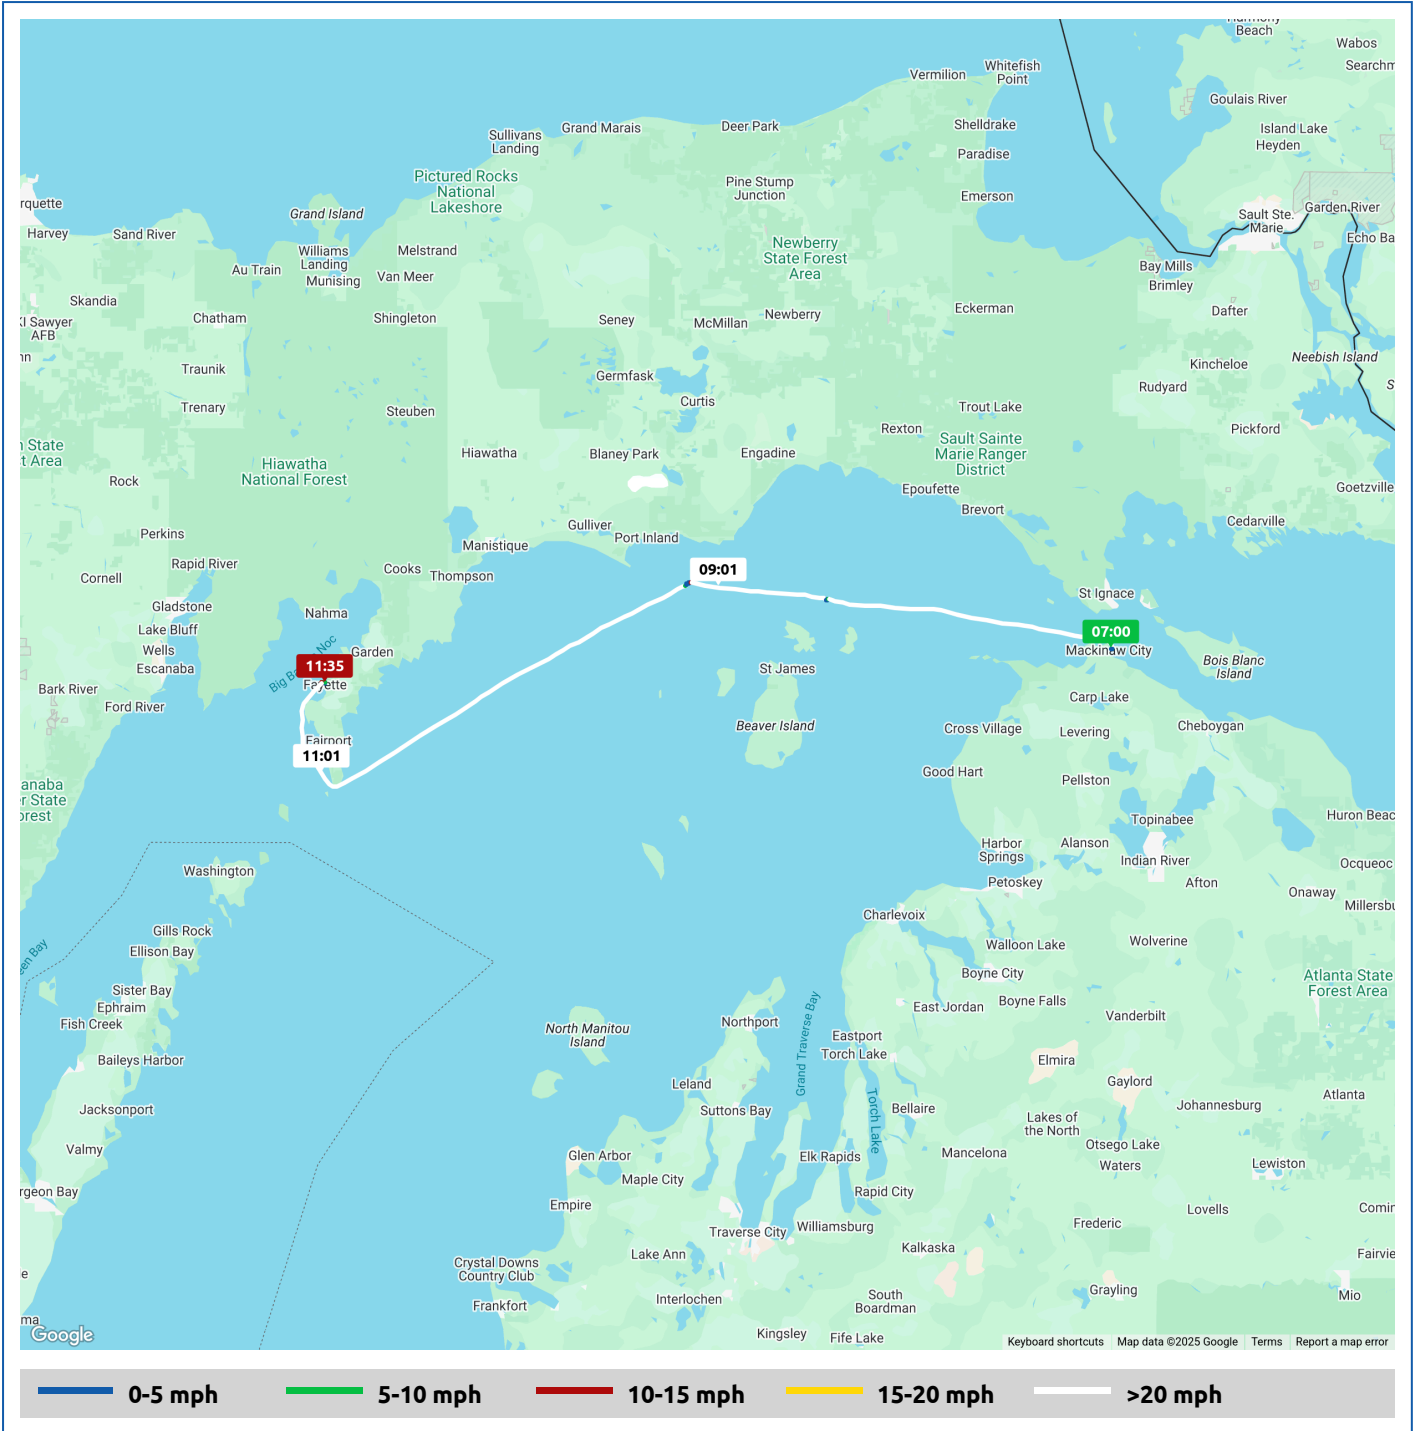 Harmony
Beach
Wabos
Searchm
Whitefish
Point
Vermilion
Goulais River
Grand Marais
Deer Park
Shelldrake
Island Lake
Sullivans
Landing
Heyden
Paradise
Pictured Rocks
National
Lakeshore
Pine Stump
Junction
Emerson
rquette
Grand Island
Garden River
Sault Ste.
Marie
Harvey
Sand River
Echo Ba
Williams
Landing
Melstrand
Newberry
State Forest
Area
Au Train
Munising
Van Meer
Bay Mills
Brimley
Skandia
Eckerman
Dafter
KI Sawyer
AFB
Chatham
Shingleton
Seney
McMillan
Newberry
nn
Neebish Island
Traunik
Germfask
Kincheloe
Rudyard
S
Trenary
Steuben
Curtis
Trout Lake
Rexton
Pickford
n State
t Area
Hiawatha
Blaney Park
Engadine
Sault Sainte
Marie Ranger
District
Hiawatha
National Forest
Rock
Epoufette
Goetzville
Brevort
Cedarville
Perkins
Gulliver
Port Inland
Manistique
Rapid River
Cooks
Thompson
09:01
Cornell
St Ignace
Gladstone
Nahma
Lake Bluff
07:00
Wells
Garden
Mackinaw City
Escanaba
11:35
Big B
Noc
Fayette
St James
Bois Blanc
Island
Bark River
Ford River
Carp Lake
Beaver Island
Cross Village
Levering
Cheboygan
Fairport
11:01
Good Hart
Pellston
anaba
er State
orest
Topinabee
Huron Beac
Harbor
Springs
Alanson
Indian River
Ocqueoc
Washington
Petoskey
Afton
Onaway
Millersbu
Charlevoix
Gills Rock
Ellison Bay
Walloon Lake
Wolverine
een Bay
Boyne City
Atlanta State
Forest Area
Sister Bay
Ephraim
Fish Creek
East Jordan
Boyne Falls
Northport
Grand Traverse Bay
Vanderbilt
North Manitou
Island
Eastport
Torch Lake
Baileys Harbor
Elmira
Leland
Gaylord
Atlanta
Jacksonport
Suttons Bay
Torch Lake
Bellaire
Johannesburg
Lakes of
the North
Valmy
Glen Arbor
Elk Rapids
Mancelona
Otsego Lake
Waters
Lewiston
Maple City
rgeon Bay
Rapid City
Empire
Lovells
Comin
Traverse City
Williamsburg
Frederic
Lake Ann
Kalkaska
Fairvie
Crystal Downs
Country Club
e
Interlochen
South
Boardman
Grayling
Mio
Frankfort
ma
Google
Kingsley
Fife Lake
Keyboard shortcuts
Map data ©2025 Google
Terms
Report a map error
0-5 mph
5-10 mph
10-15 mph
15-20 mph
>20 mph